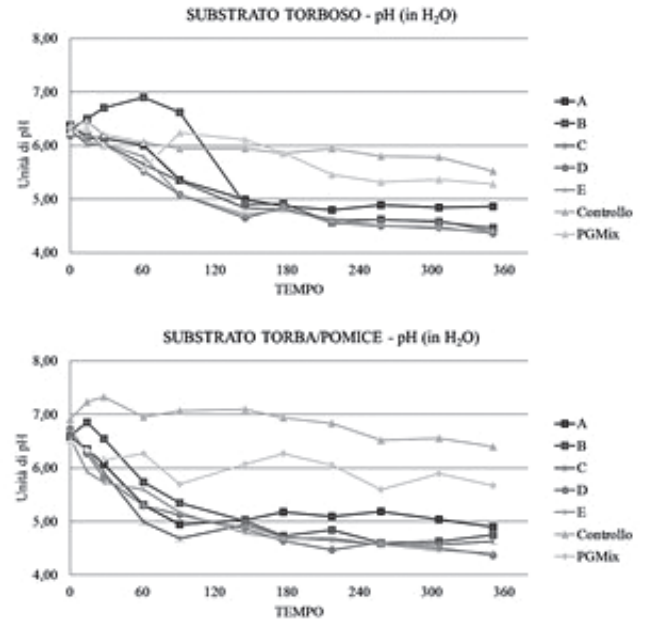 SUBSTRATO TORBOSO - pH (in H₂O)
8,00
7,00
6,00
5,00
4,00
Unità di pH
0 60 120 180 240 300 360
TEMPO
A
B
C
D
E
Controllo
PGMix
SUBSTRATO TORBA/POMICE - pH (in H₂O)
8,00
7,00
6,00
5,00
4,00
Unità di pH
0 60 120 180 240 300 360
TEMPO
A
B
C
D
E
Controllo
PGMix